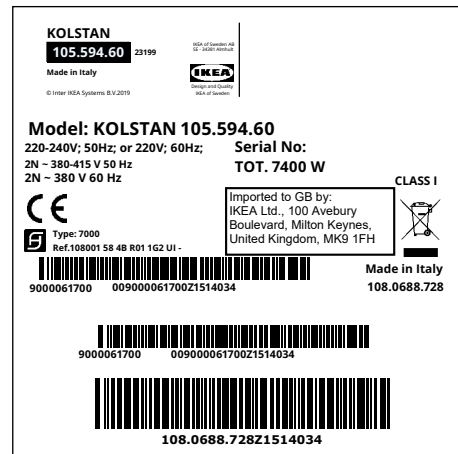 KOLSTAN
105.594.60 23199
Made in Italy
© Inter IKEA Systems B.V.2019
IKEA of Sweden AB
SE - 34381 Älmhult
IKEA
Design and Quality
IKEA of Sweden
Model: KOLSTAN 105.594.60
220-240V; 50Hz; or 220V; 60Hz;
2N ~ 380-415 V 50 Hz
2N ~ 380 V 60 Hz
Serial No:
TOT. 7400 W
CLASS I
CE
Imported to GB by:
IKEA Ltd., 100 Avebury
Boulevard, Milton Keynes,
United Kingdom, MK9 1FH
Type: 7000
Ref.108001 58 4B R01 1G2 UI -
Made in Italy
108.0688.728
9000061700 009000061700Z1514034
9000061700 009000061700Z1514034
108.0688.728Z1514034